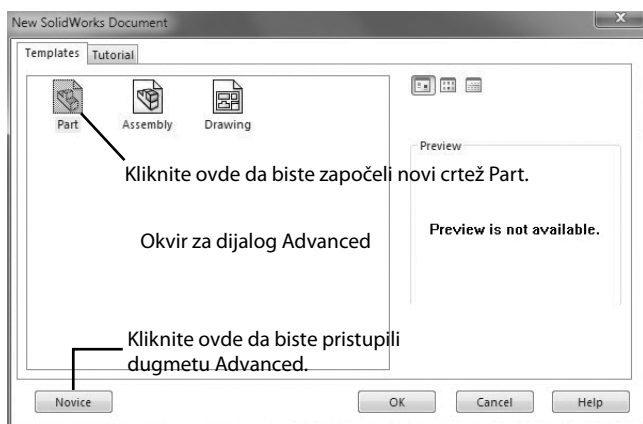 New SolidWorks Document
x
Templates Tutorial
Part Assembly Drawing
Preview
Kliknite ovde da biste započeli novi crtež Part.
Preview is not available.
Okvir za dijalog Advanced
Kliknite ovde da biste pristupili
dugmetu Advanced.
Novice OK Cancel Help